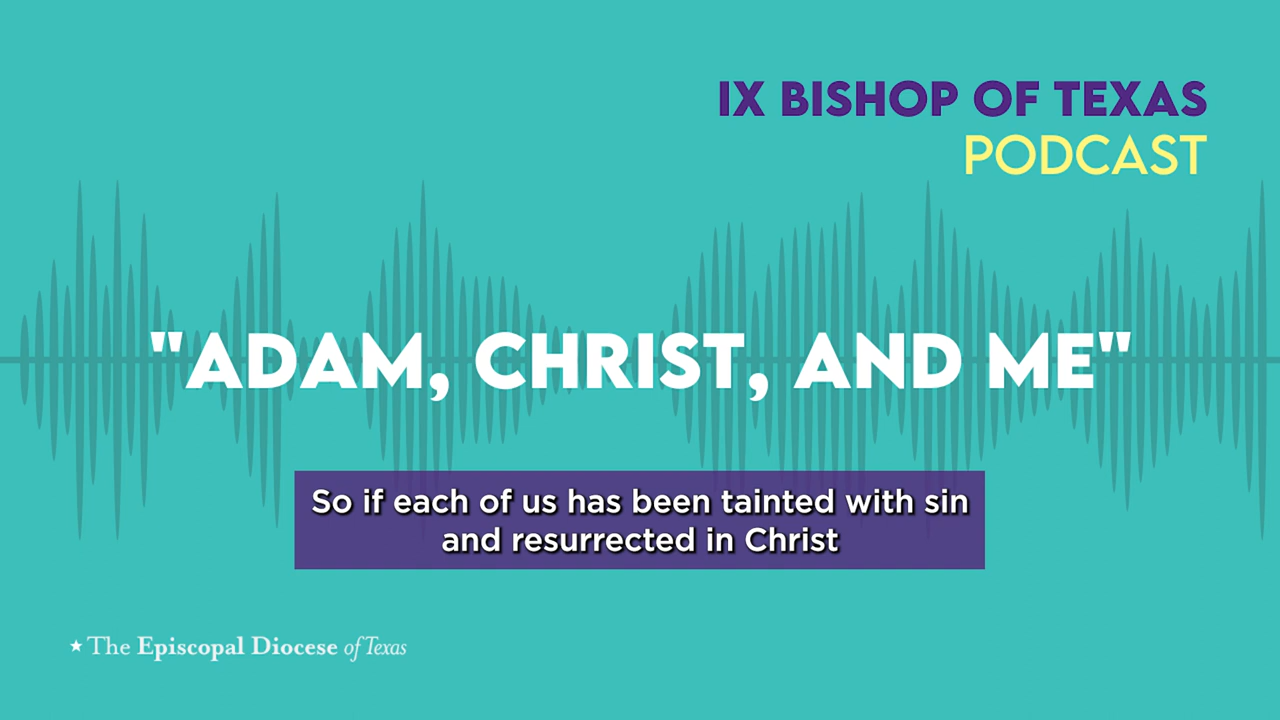 IX BISHOP OF TEXAS
PODCAST
"ADAM, CHRIST, AND ME"
So if each of us has been tainted with sin
and resurrected in Christ
The Episcopal Diocese of Texas